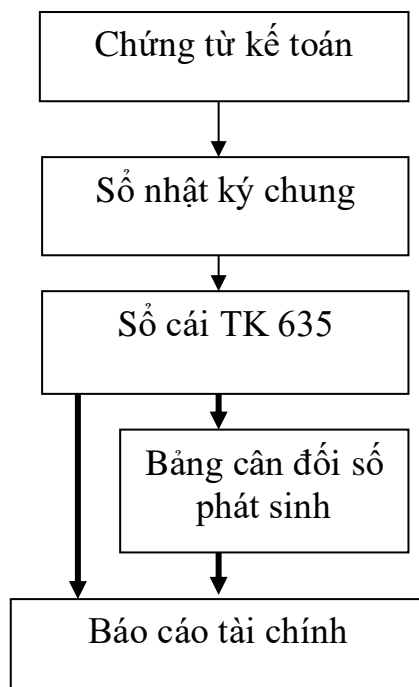 Chứng từ kế toán
Sổ nhật ký chung
Sổ cái TK 635
Bảng cân đối số
phát sinh
Báo cáo tài chính